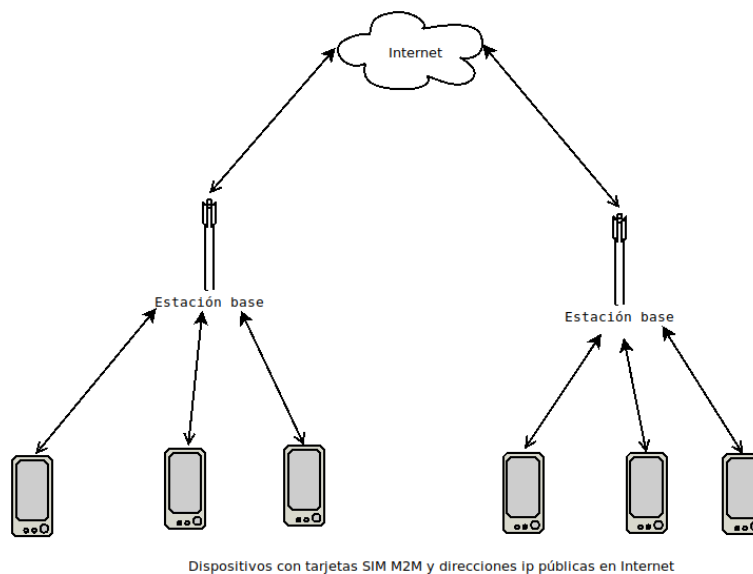 Internet
Estación base
Estación base
Dispositivos con tarjetas SIM M2M y direcciones ip públicas en Internet